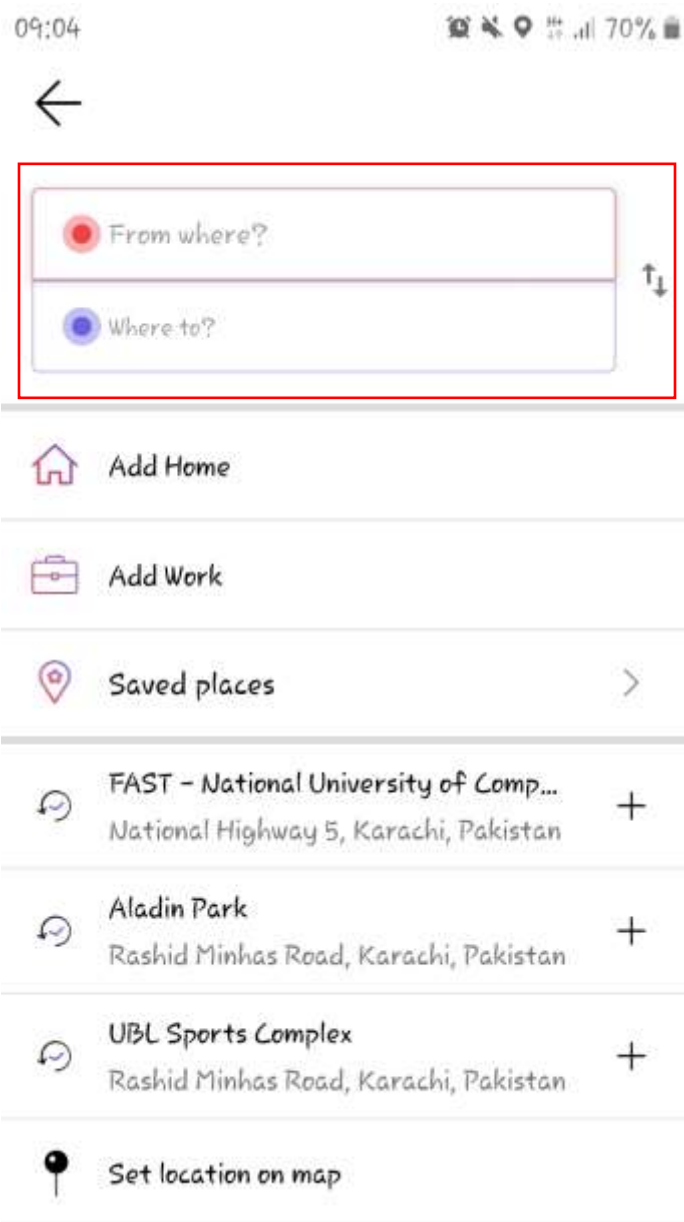 09:04
70%
From where?
Where to?
Add Home
Add Work
Saved places
FAST – National University of Comp...
National Highway 5, Karachi, Pakistan
Aladin Park
Rashid Minhas Road, Karachi, Pakistan
UBL Sports Complex
Rashid Minhas Road, Karachi, Pakistan
Set location on map